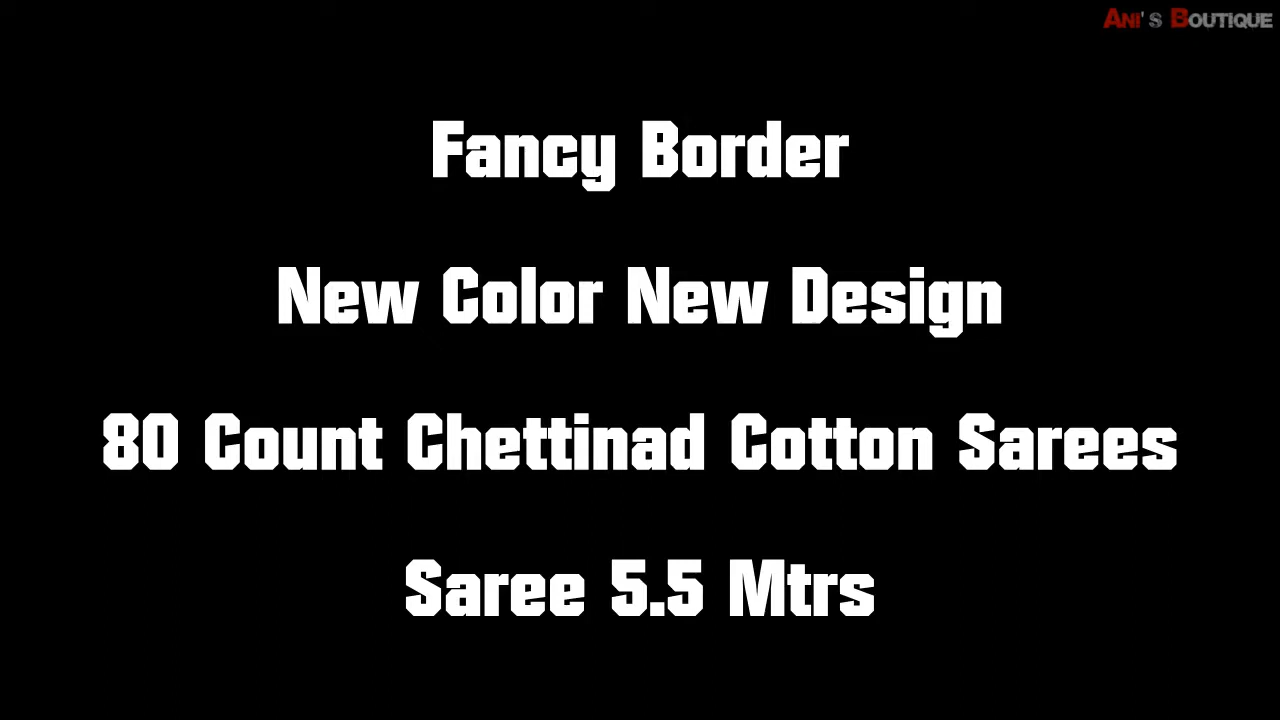 Ani's Boutique
Fancy Border
New Color New Design
80 Count Chettinad Cotton Sarees
Saree 5.5 Mtrs